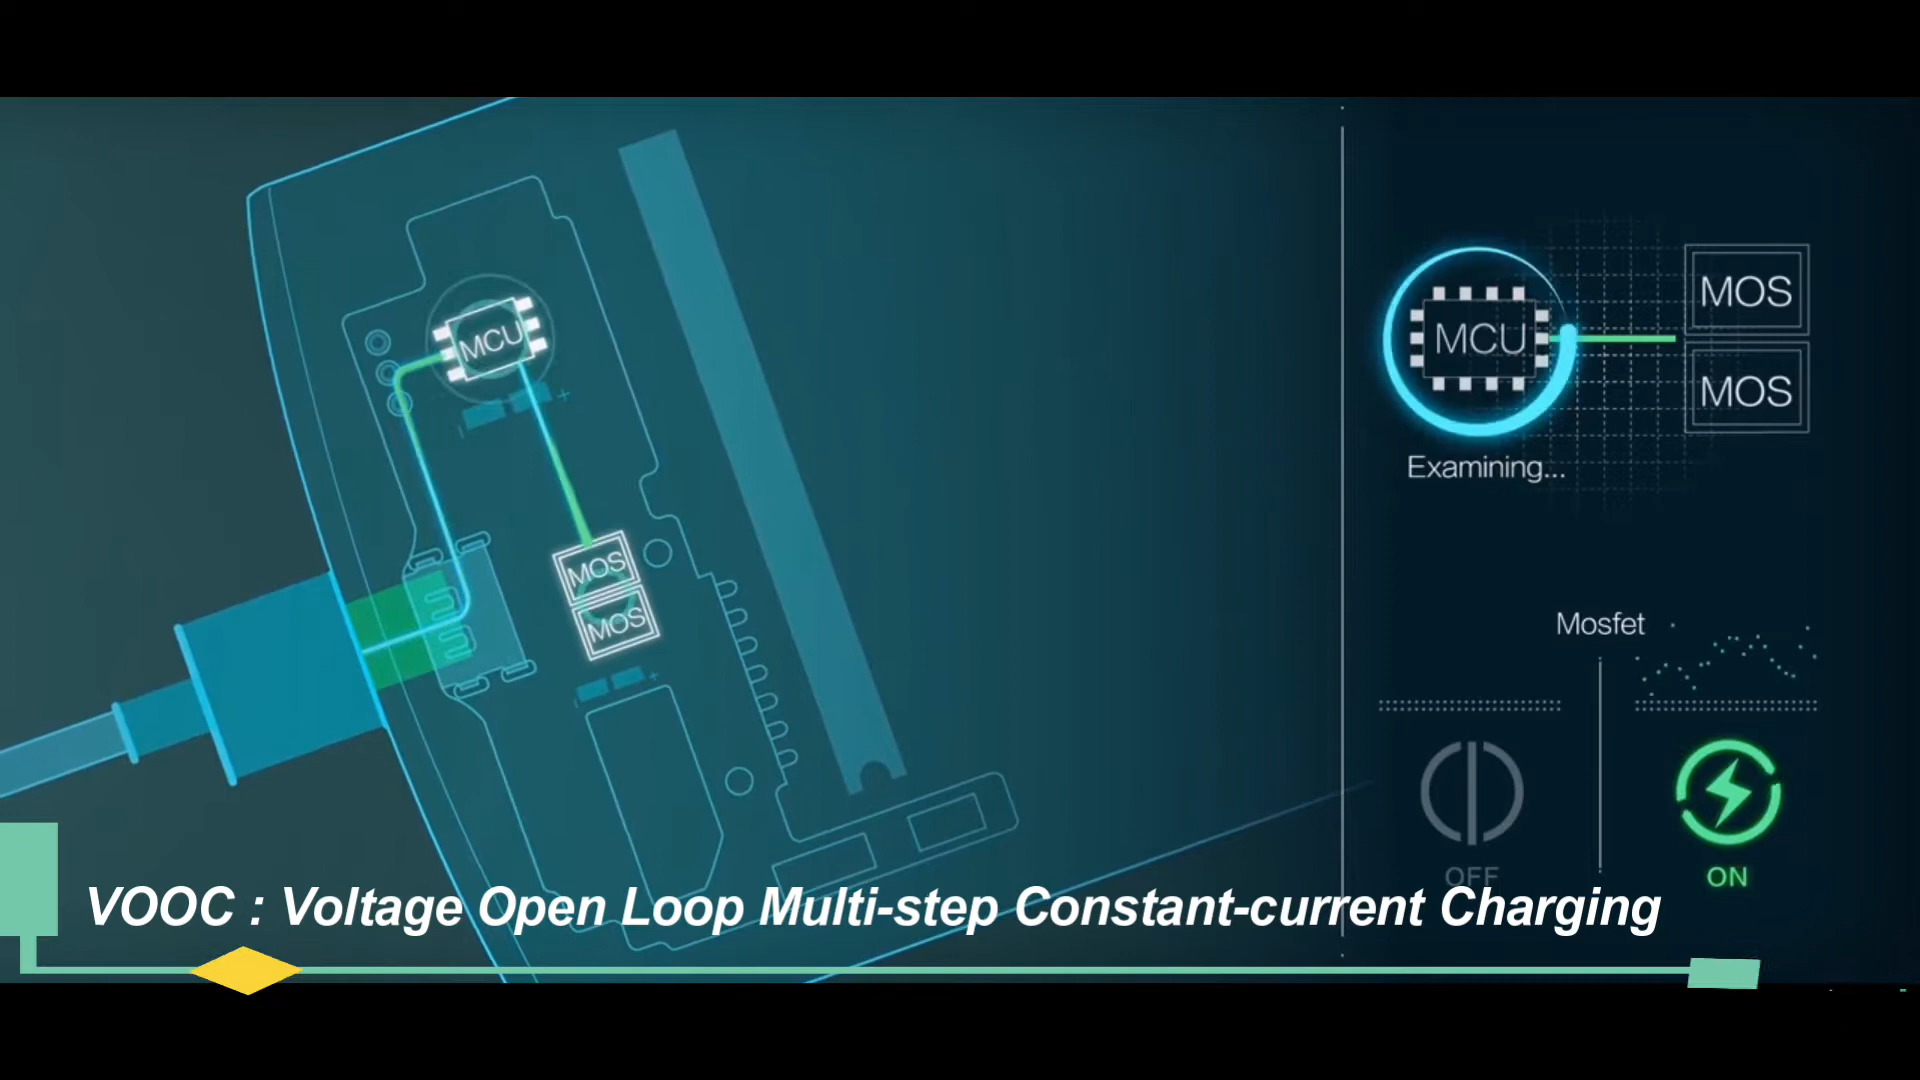 MCU
MOS
MOS
MCU
MOS
MOS
Examining...
Mosfet
OFF
ON
VOOC : Voltage Open Loop Multi-step Constant-current Charging